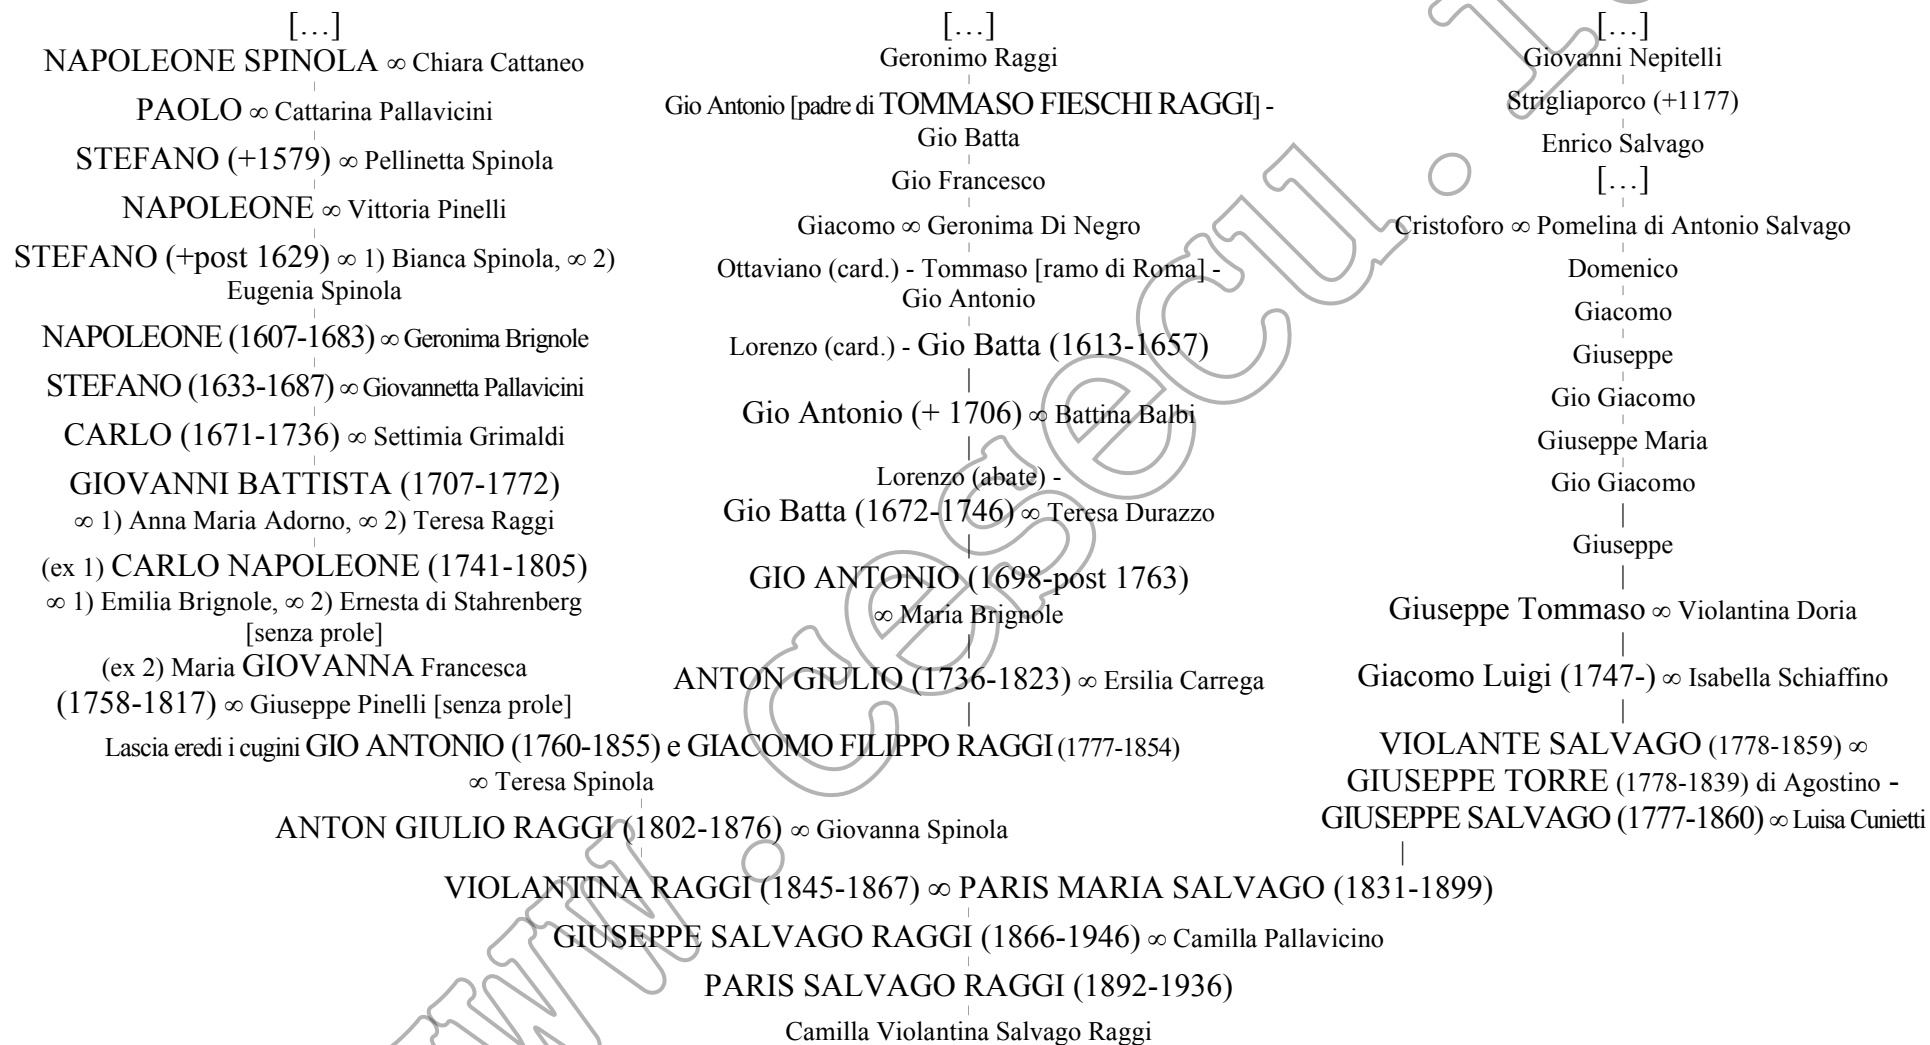 […]
NAPOLEONE SPINOLA ∞ Chiara Cattaneo
PAOLO ∞ Cattarina Pallavicini
STEFANO (+1579) ∞ Pellinetta Spinola
NAPOLEONE ∞ Vittoria Pinelli
STEFANO (+post 1629) ∞ 1) Bianca Spinola, ∞ 2)
Eugenia Spinola
NAPOLEONE (1607-1683) ∞ Geronima Brignole
STEFANO (1633-1687) ∞ Giovannetta Pallavicini
CARLO (1671-1736) ∞ Settimia Grimaldi
GIOVANNI BATTISTA (1707-1772)
∞ 1) Anna Maria Adorno, ∞ 2) Teresa Raggi
(ex 1) CARLO NAPOLEONE (1741-1805)
∞ 1) Emilia Brignole, ∞ 2) Ernesta di Stahrenberg
[senza prole]
(ex 2) Maria GIOVANNA Francesca
(1758-1817) ∞ Giuseppe Pinelli [senza prole]
[…]
Geronimo Raggi
Gio Antonio [padre di TOMMASO FIESCHI RAGGI] -
Gio Batta
Gio Francesco
Giacomo ∞ Geronima Di Negro
Ottaviano (card.) - Tommaso [ramo di Roma] -
Gio Antonio
Lorenzo (card.) - Gio Batta (1613-1657)
Gio Antonio (+ 1706) ∞ Battina Balbi
Lorenzo (abate) -
Gio Batta (1672-1746) ∞ Teresa Durazzo
GIO ANTONIO (1698-post 1763)
∞ Maria Brignole
ANTON GIULIO (1736-1823) ∞ Ersilia Carrega
[…]
Giovanni Nepitelli
Strigliaporco (+1177)
Enrico Salvago
[…]
Cristoforo ∞ Pomelina di Antonio Salvago
Domenico
Giacomo
Giuseppe
Gio Giacomo
Giuseppe Maria
Gio Giacomo
Giuseppe
Giuseppe Tommaso ∞ Violantina Doria
Giacomo Luigi (1747-) ∞ Isabella Schiaffino
VIOLANTE SALVAGO (1778-1859) ∞
GIUSEPPE TORRE (1778-1839) di Agostino -
GIUSEPPE SALVAGO (1777-1860) ∞ Luisa Cunietti
Lascia eredi i cugini GIO ANTONIO (1760-1855) e GIACOMO FILIPPO RAGGI (1777-1854)
∞ Teresa Spinola
ANTON GIULIO RAGGI (1802-1876) ∞ Giovanna Spinola
VIOLANTINA RAGGI (1845-1867) ∞ PARIS MARIA SALVAGO (1831-1899)
GIUSEPPE SALVAGO RAGGI (1866-1946) ∞ Camilla Pallavicino
PARIS SALVAGO RAGGI (1892-1936)
Camilla Violantina Salvago Raggi